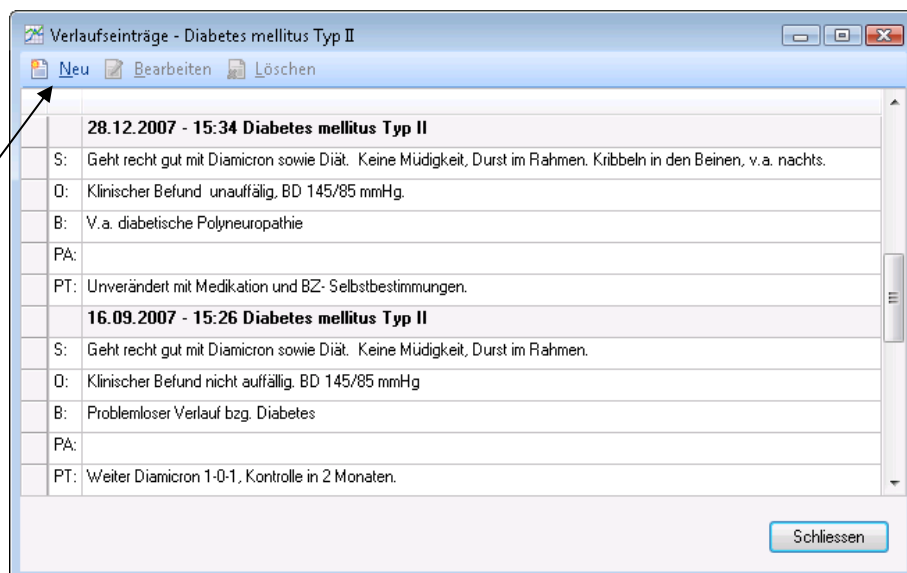 Verlaufseinträge - Diabetes mellitus Typ II
Neu Bearbeiten Löschen
28.12.2007 - 15:34 Diabetes mellitus Typ II
S: Geht recht gut mit Diamicron sowie Diät. Keine Müdigkeit, Durst im Rahmen. Kribbeln in den Beinen, v.a. nachts.
O: Klinischer Befund unauffälig, BD 145/85 mmHg.
B: V.a. diabetische Polyneuropathie
PA:
PT: Unverändert mit Medikation und BZ- Selbstbestimmungen.
16.09.2007 - 15:26 Diabetes mellitus Typ II
S: Geht recht gut mit Diamicron sowie Diät. Keine Müdigkeit, Durst im Rahmen.
O: Klinischer Befund nicht auffällig. BD 145/85 mmHg
B: Problemloser Verlauf bzg. Diabetes
PA:
PT: Weiter Diamicron 1-0-1, Kontrolle in 2 Monaten.
Schliessen